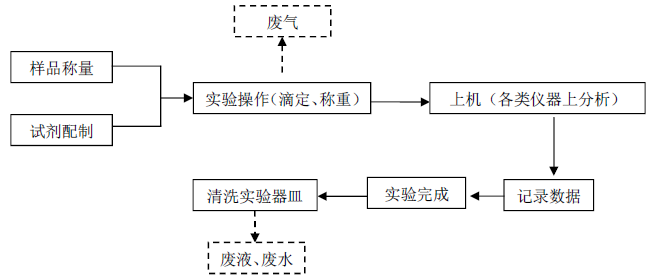 废气
样品称量
实验操作（滴定、称重）
上机（各类仪器上分析）
试剂配制
清洗实验器皿
实验完成
记录数据
废液、废水